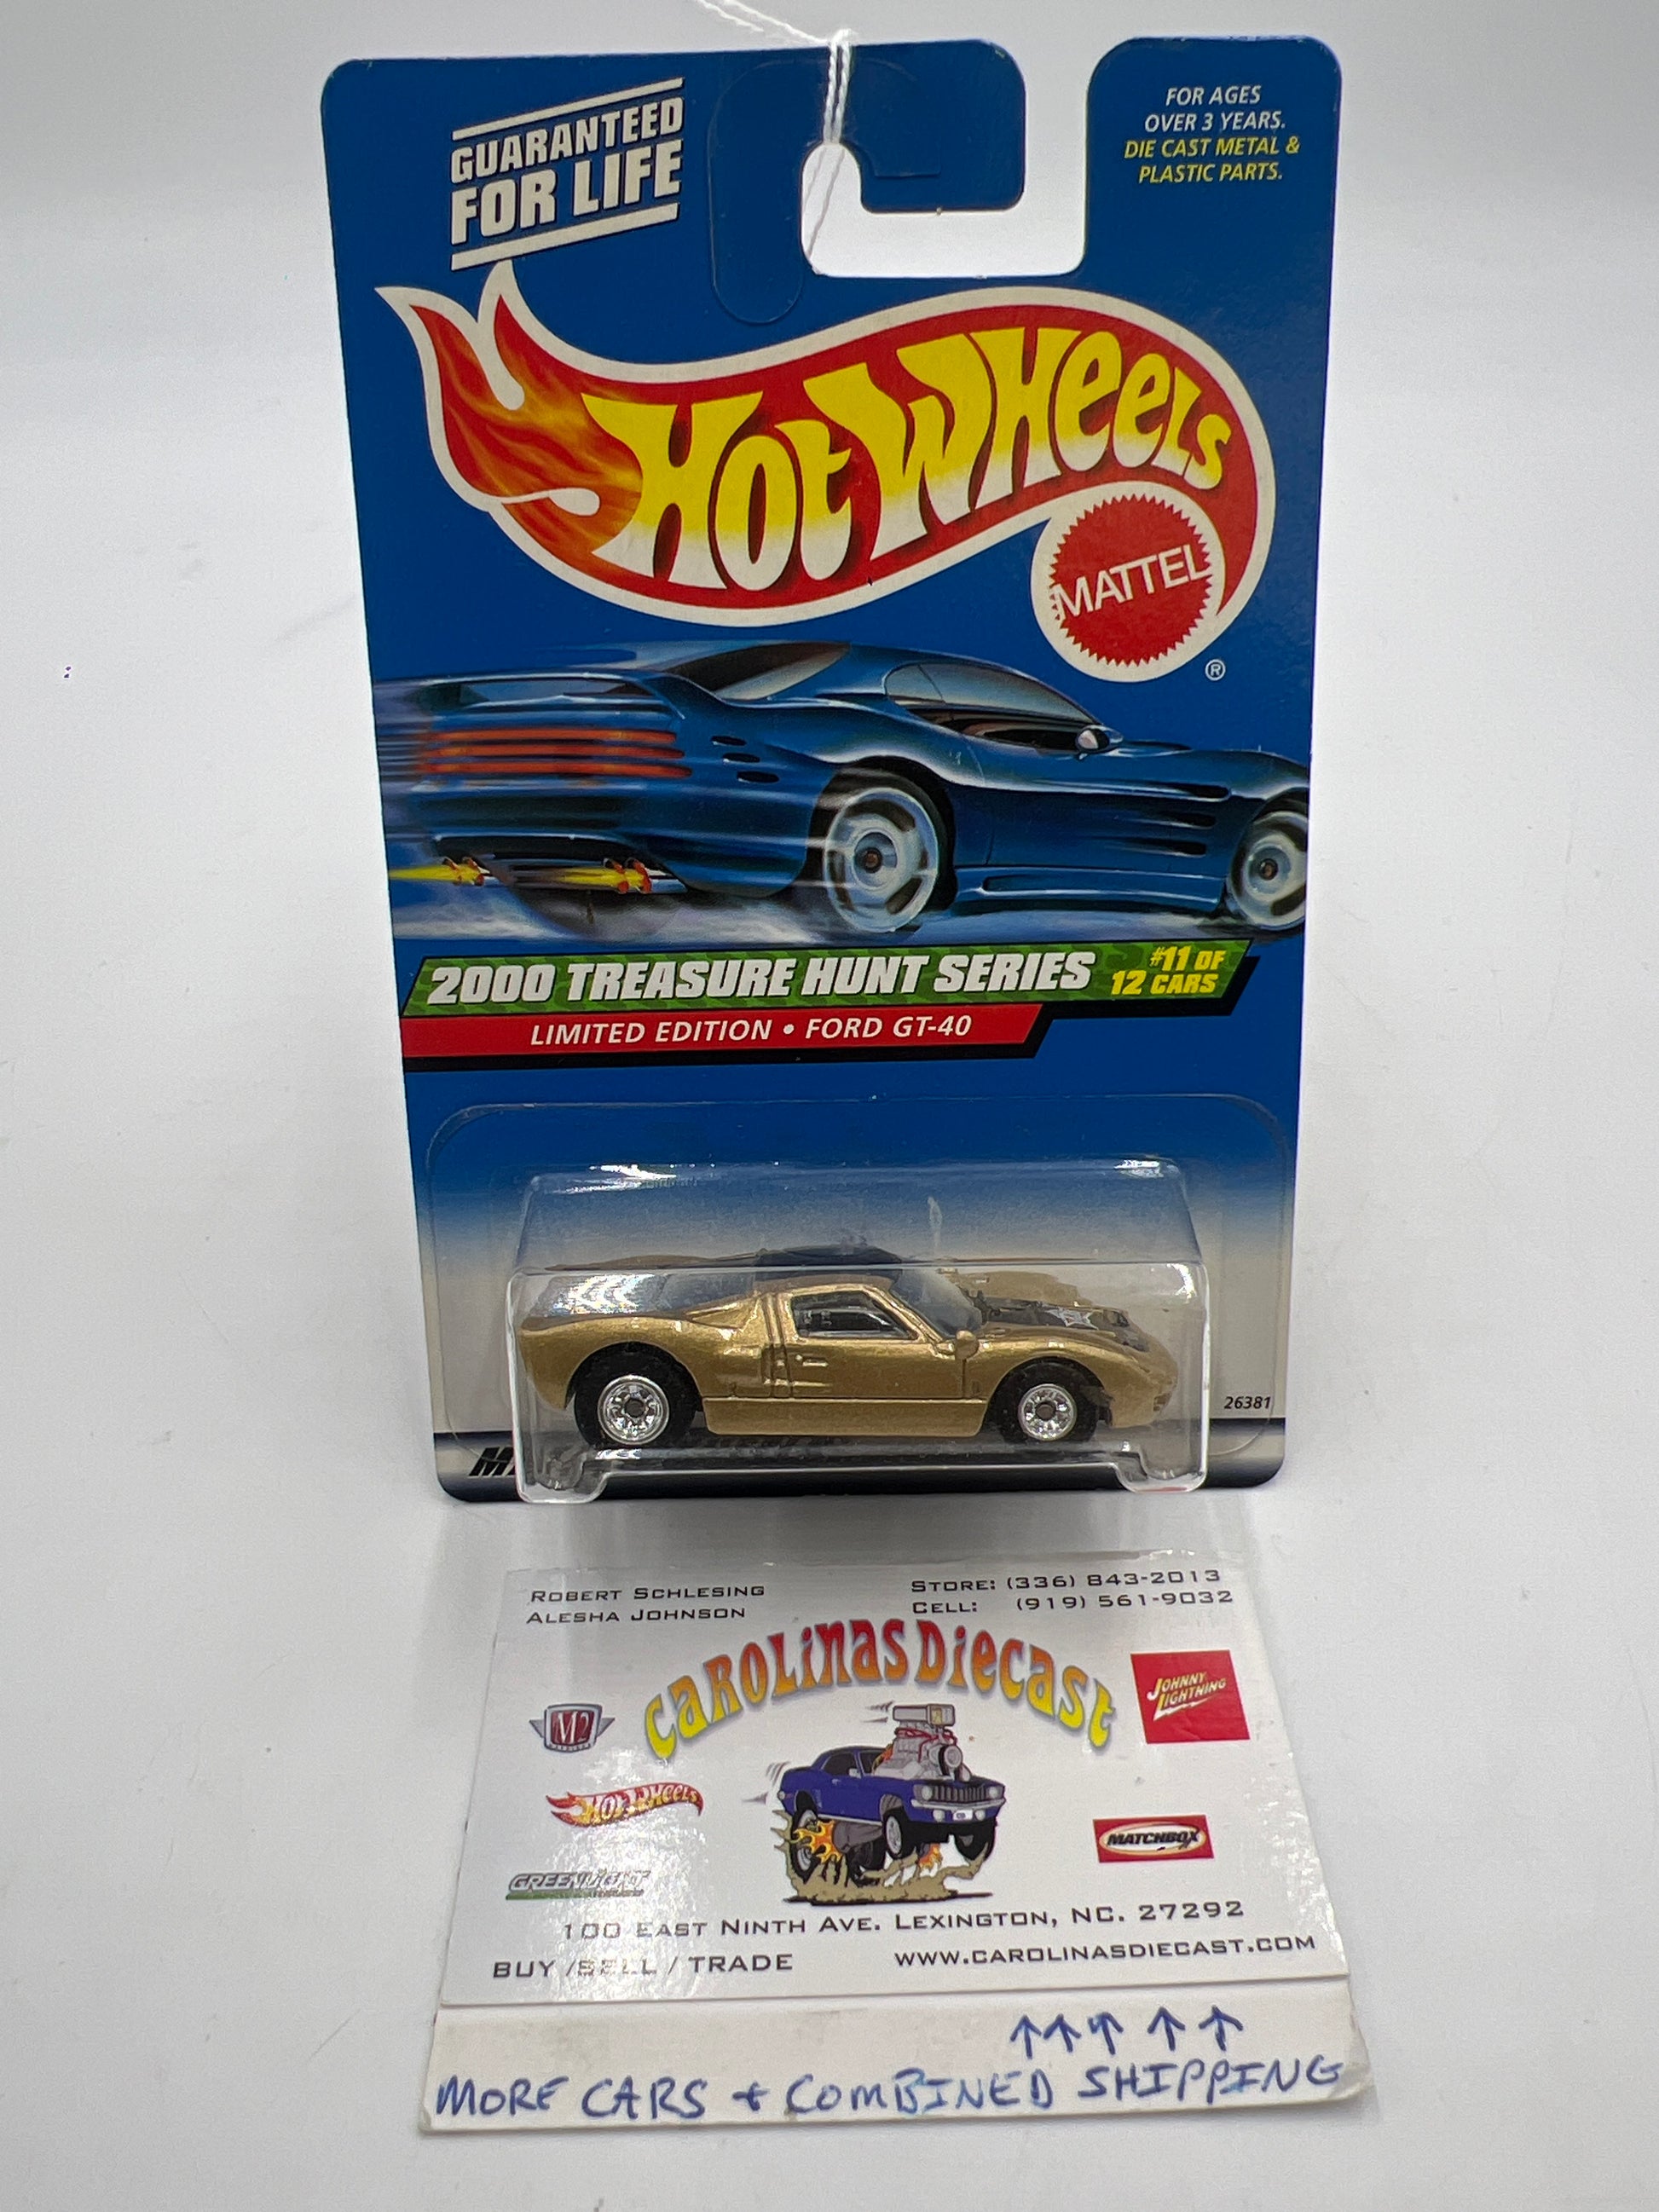 GUARANTEED
FOR LIFE
FOR AGES
OVER 3 YEARS.
DIE CAST METAL &
PLASTIC PARTS.
HOT WHEELS
MATTEL
®
2000 TREASURE HUNT SERIES #11 OF 12 CARS
LIMITED EDITION • FORD GT-40
26381
ROBERT SCHLESING
ALESHA JOHNSON
STORE: (336) 843-2013
CELL: (919) 561-9032
CAROLINAS DIECAST
JOHNNY
LIGHTNING
M2
HOT WHEELS
MATCHBOX
GREENLIGHT
100 EAST NINTH AVE. LEXINGTON, NC. 27292
BUY / SELL / TRADE WWW.CAROLINASDIECAST.COM
↑↑↑↑↑
MORE CARS + COMBINED SHIPPING